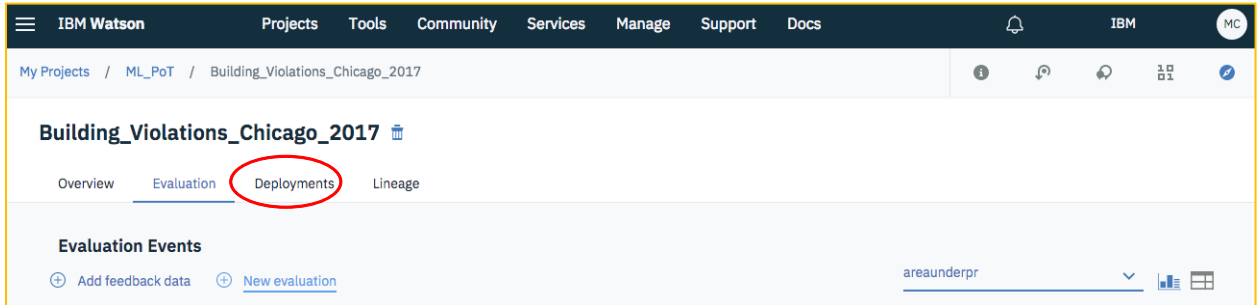 IBM Watson Projects Tools Community Services Manage Support Docs IBM MC
My Projects / ML_PoT / Building_Violations_Chicago_2017
Building_Violations_Chicago_2017
Overview Evaluation Deployments Lineage
Evaluation Events
Add feedback data New evaluation areaunderpr